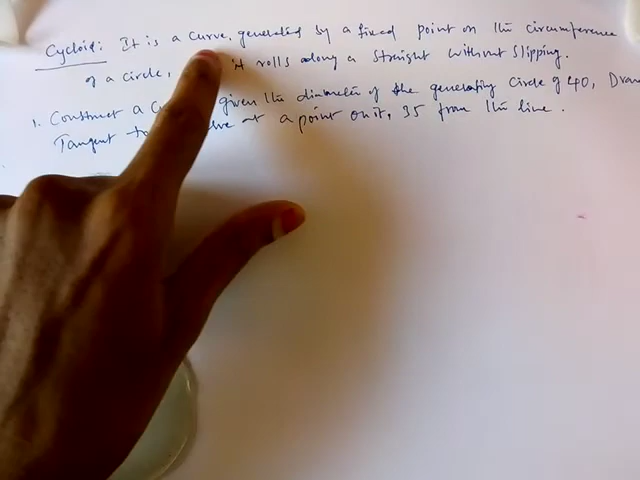 Cycloid: It is a curve, generated by a fixed point on the circumference
of a circle, it rolls along a straight without slipping.
1. Construct a given the diameter of the generating circle of 40, Draw
Tangent to at a point on it, 35 from the line.